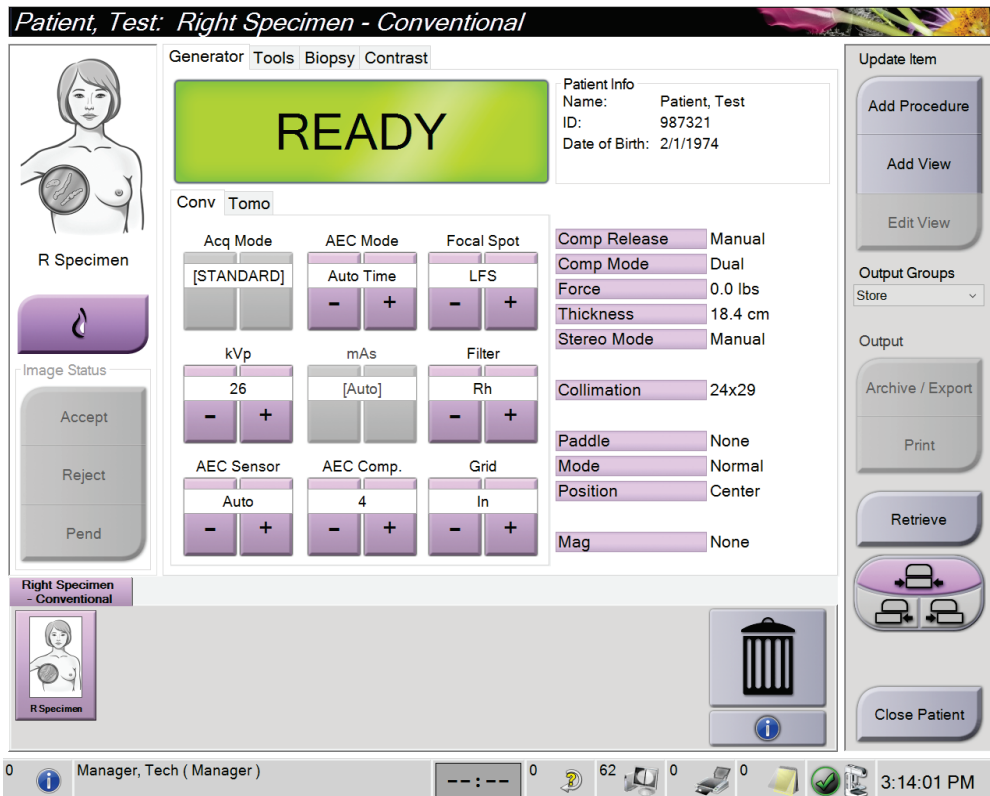 Patient, Test: Right Specimen - Conventional
Generator Tools Biopsy Contrast
READY
Patient Info
Name: Patient, Test
ID: 987321
Date of Birth: 2/1/1974
R Specimen
Image Status
Accept
Reject
Pend
Conv Tomo
Acq Mode AEC Mode Focal Spot
[STANDARD] Auto Time LFS
- + - +
kVp mAs Filter
26 [Auto] Rh
- + - +
AEC Sensor AEC Comp. Grid
Auto 4 In
- + - + - +
Comp Release Manual
Comp Mode Dual
Force 0.0 lbs
Thickness 18.4 cm
Stereo Mode Manual
Collimation 24x29
Paddle None
Mode Normal
Position Center
Mag None
Update Item
Add Procedure
Add View
Edit View
Output Groups
Store
Output
Archive / Export
Print
Retrieve
Close Patient
Right Specimen
- Conventional
R Specimen
0 Manager, Tech ( Manager ) --:-- 0 62 0 0 3:14:01 PM